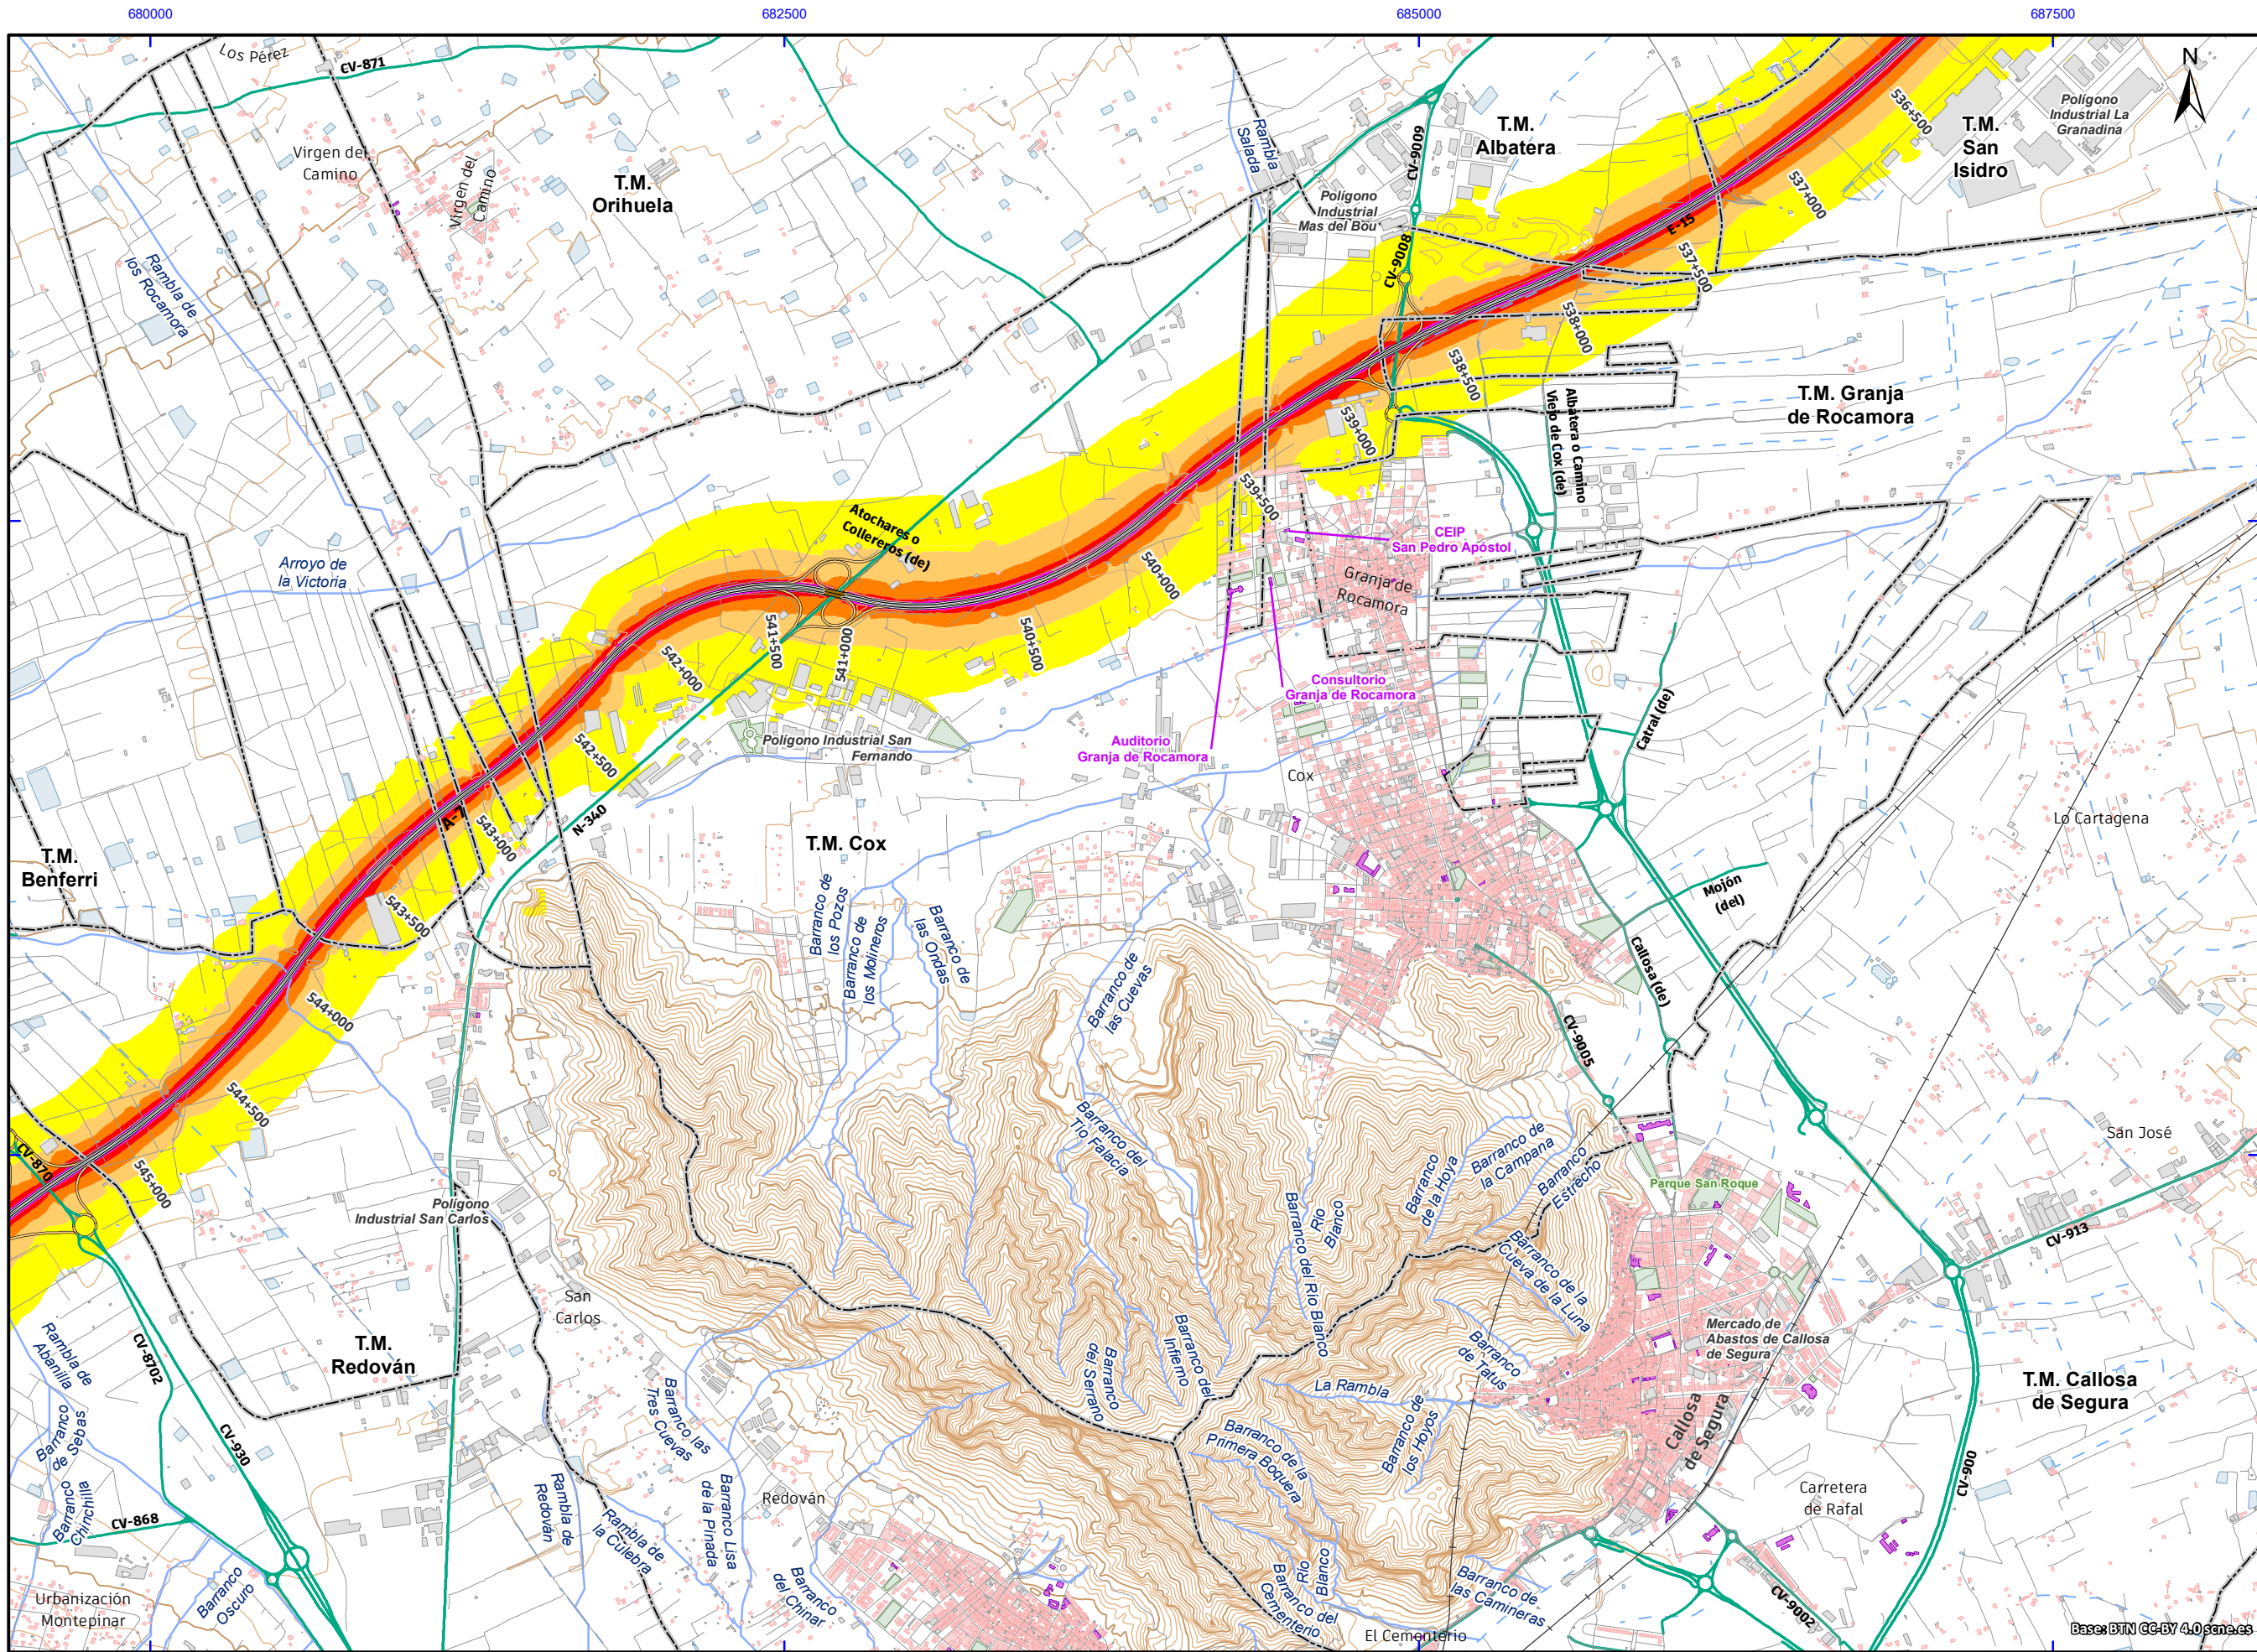 680000
682500
685000
687500
Los Pérez
CV-871
N
536+500
Polígono
Industrial La
Granadina
T.M.
Albatera
T.M.
San
Isidro
CV-9009
Rambla
Salada
Virgen del
Camino
Virgen del
Camino
T.M.
Orihuela
Polígono
Industrial
Mas del Bou
537+000
E-15
537+500
CV-9008
Rambla de
los Rocamora
538+000
538+500
T.M. Granja
de Rocamora
Albatera o Camino
Viejo de Cox (de)
539+000
539+500
Atochares o
Collereros (de)
CEIP
San Pedro Apóstol
Granja de
Rocamora
540+000
Arroyo de
la Victoria
540+500
541+000
541+500
542+000
Consultorio
Granja de Rocamora
Catral (de)
Auditorio
Granja de Rocamora
Polígono Industrial San
Fernando
542+500
Cox
A-7
543+000
N-340
T.M. Cox
Lo Cartagena
T.M.
Benferri
543+500
Barranco de
los Pozos
Barranco de
los Molineros
Barranco de
las Ondas
Mojón
(del)
Callosa (de)
Barranco de
las Cuevas
544+000
CV-9005
544+500
Barranco del
Tío Falacia
San José
CV-870
545+000
Barranco
de la Hoya
Barranco de
la Campana
Barranco
Estrecho
Parque San Roque
Polígono
Industrial San Carlos
Río
Blanco
Barranco del Río Blanco
CV-913
Barranco de la
Cueva de la Luna
San
Carlos
Mercado de
Abastos de Callosa
de Segura
Rambla de
Abanilla
CV-8702
T.M.
Redován
Barranco
del Serrano
Barranco del
Infierno
Barranco
de Tatus
La Rambla
T.M. Callosa
de Segura
Barranco las
Tres Cuevas
Barranco de
los Hoyos
Callosa
de Segura
Barranco
de Sebas
CV-930
Barranco de la
Primera Boquera
Barranco
Chinchilla
CV-868
Rambla de
Redován
Rambla de
la Culebra
Barranco Lisa
de la Pinada
Redován
CV-900
Carretera
de Rafal
Barranco
Oscuro
Urbanización
Montepinar
Barranco
del Chinar
Río
Blanco
Barranco del
Cementerio
Barranco de
las Camineras
El Cementerio
CV-9002
Base: BTN CC-BY 4.0 scne.es